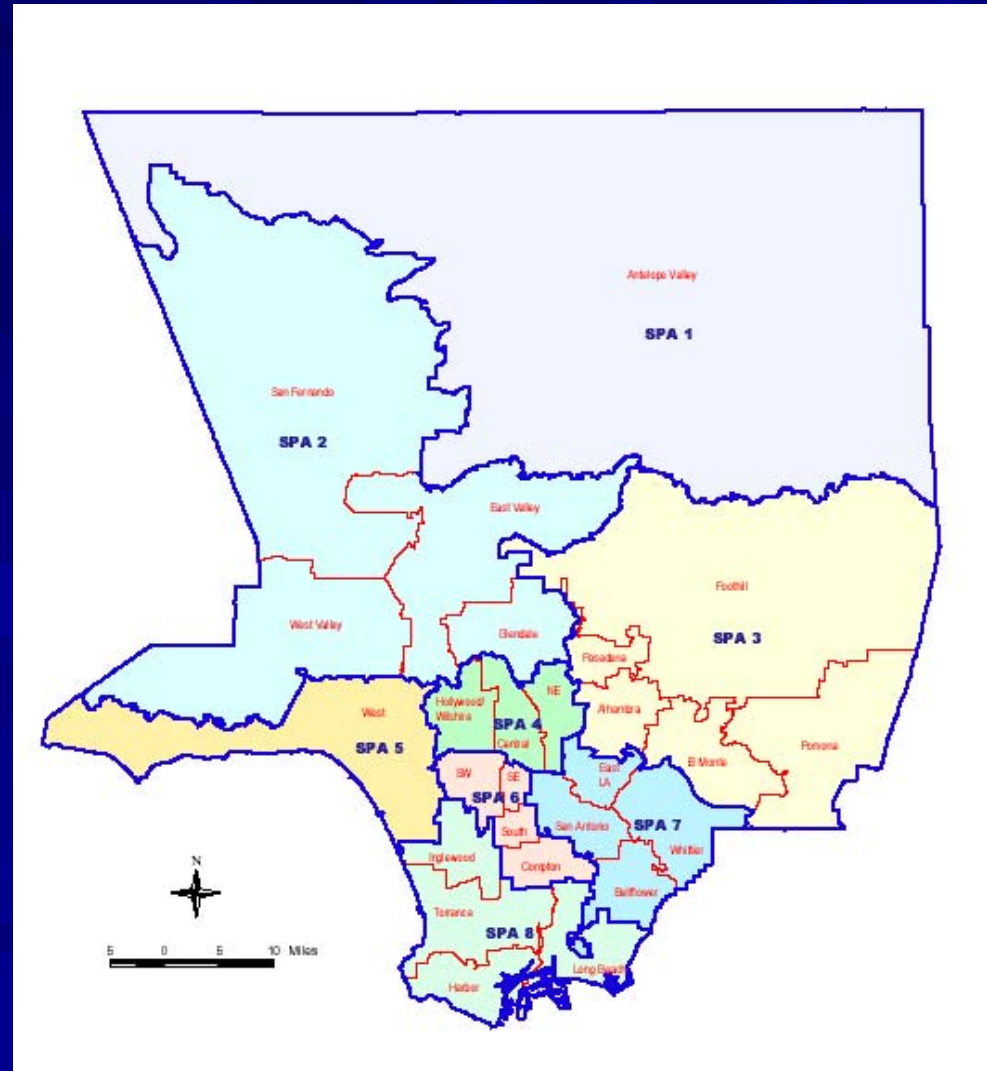 Antelope Valley
SPA 1
San Fernando
SPA 2
East Valley
Foothill
West Valley
Glendale
SPA 3
Pasadena
NE
Hollywood/
Wilshire
West
Alhambra
SPA 4
Central
Pomona
SPA 5
El Monte
SW
SE
East
LA
SPA 6
South
San Antonio
SPA 7
Whittier
Inglewood
Compton
N
Bellflower
Torrance
SPA 8
5 0 5 10 Miles
Long Beach
Harbor